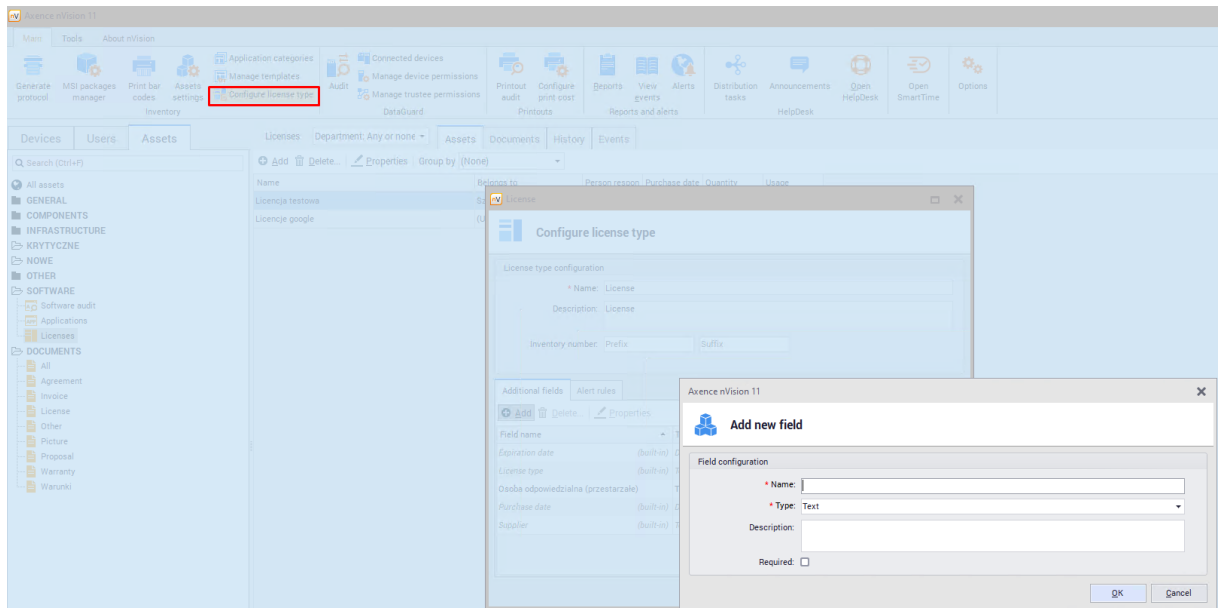 nV Axence nVision 11
Main Tools About nVision
Generate protocol
MSI packages manager
Print bar codes
Assets settings
Application categories
Manage templates
Configure license type
Inventory
Audit
Connected devices
Manage device permissions
Manage trustee permissions
DataGuard
Printout audit
Configure print cost
Printouts
Reports
View events
Alerts
Reports and alerts
Distribution tasks
Announcements
Open HelpDesk
HelpDesk
Open SmartTime
Options
Devices Users Assets
Licenses Department: Any or none Assets Documents History Events
Search (Ctrl+F)
Add Delete... Properties Group by (None)
All assets
GENERAL
COMPONENTS
INFRASTRUCTURE
KRYTYCZNE
NOWE
OTHER
SOFTWARE
Software audit
Applications
Licenses
DOCUMENTS
All
Agreement
Invoice
License
Other
Picture
Proposal
Warranty
Warunki
Name Belongs to Person respon Purchase date Quantity Usage
Licencja testowa Sz
Licencje google (U
nV License
Configure license type
License type configuration
* Name: License
Description: License
Inventory number: Prefix Suffix
Additional fields Alert rules
Add Delete... Properties
Field name T
Expiration date (built-in) D
License type (built-in) T
Osoba odpowiedzialna (przestarzałe) T
Purchase date (built-in) D
Supplier (built-in) T
Axence nVision 11
Add new field
Field configuration
* Name:
* Type: Text
Description:
Required:
OK Cancel